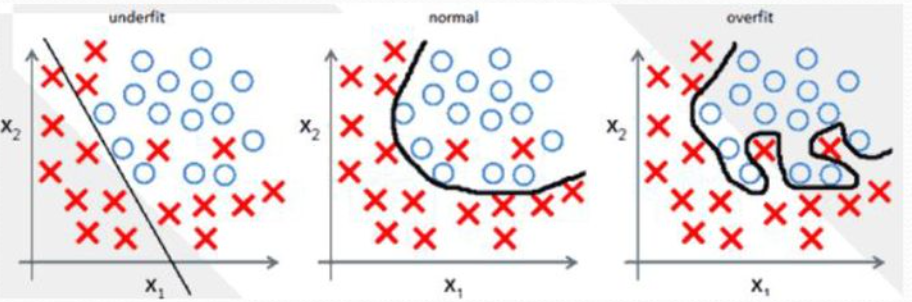 underfit
normal
overfit
X₂
X₂
X₂
X₁
X₁
X₁